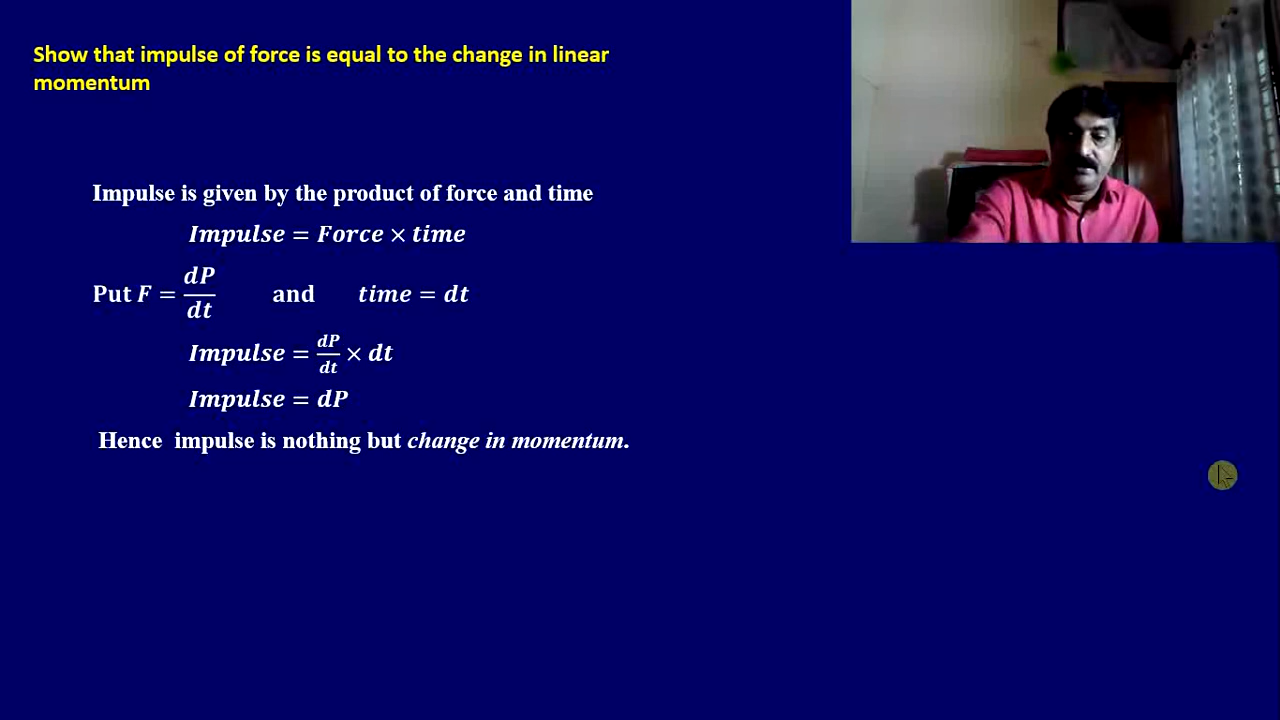 Show that impulse of force is equal to the change in linear
momentum
Impulse is given by the product of force and time
Impulse = Force × time
Put F = dP/dt and time = dt
Impulse = dP/dt × dt
Impulse = dP
Hence impulse is nothing but change in momentum.